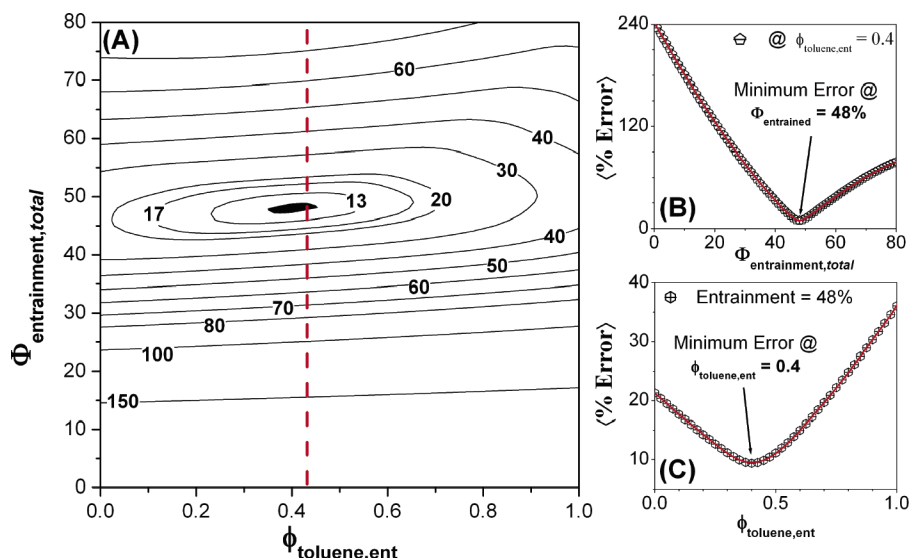 (A)
80
70
60
50
40
30
20
10
0
Φentrainment,total
60
40
30
17
13
20
40
50
60
70
80
100
150
0.0 0.2 0.4 0.6 0.8 1.0
ϕtoluene,ent
240
120
0
⟨% Error⟩
@ ϕtoluene,ent = 0.4
Minimum Error @
Φentrained = 48%
(B)
0 20 40 60 80
Φentrainment,total
40
30
20
10
⟨% Error⟩
Entrainment = 48%
Minimum Error @
ϕtoluene,ent = 0.4
(C)
0.0 0.5 1.0
ϕtoluene,ent